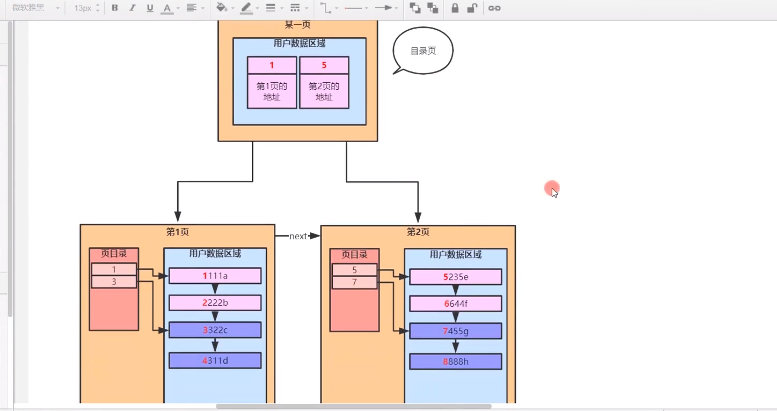 微软雅黑
13px
B
I
U
A
某一页
用户数据区域
1
5
第1页的
地址
第2页的
地址
目录页
第1页
页目录
1
3
用户数据区域
1111a
2222b
3322c
4311d
next
第2页
页目录
5
7
用户数据区域
5235e
6644f
7455g
8888h